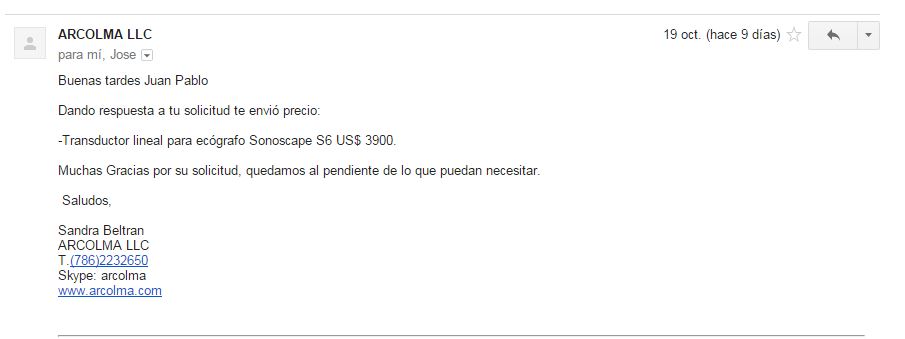 ARCOLMA LLC 19 oct. (hace 9 días)
para mí, Jose
Buenas tardes Juan Pablo
Dando respuesta a tu solicitud te envió precio:
-Transductor lineal para ecógrafo Sonoscape S6 US$ 3900.
Muchas Gracias por su solicitud, quedamos al pendiente de lo que puedan necesitar.
Saludos,
Sandra Beltran
ARCOLMA LLC
T.(786)2232650
Skype: arcolma
www.arcolma.com